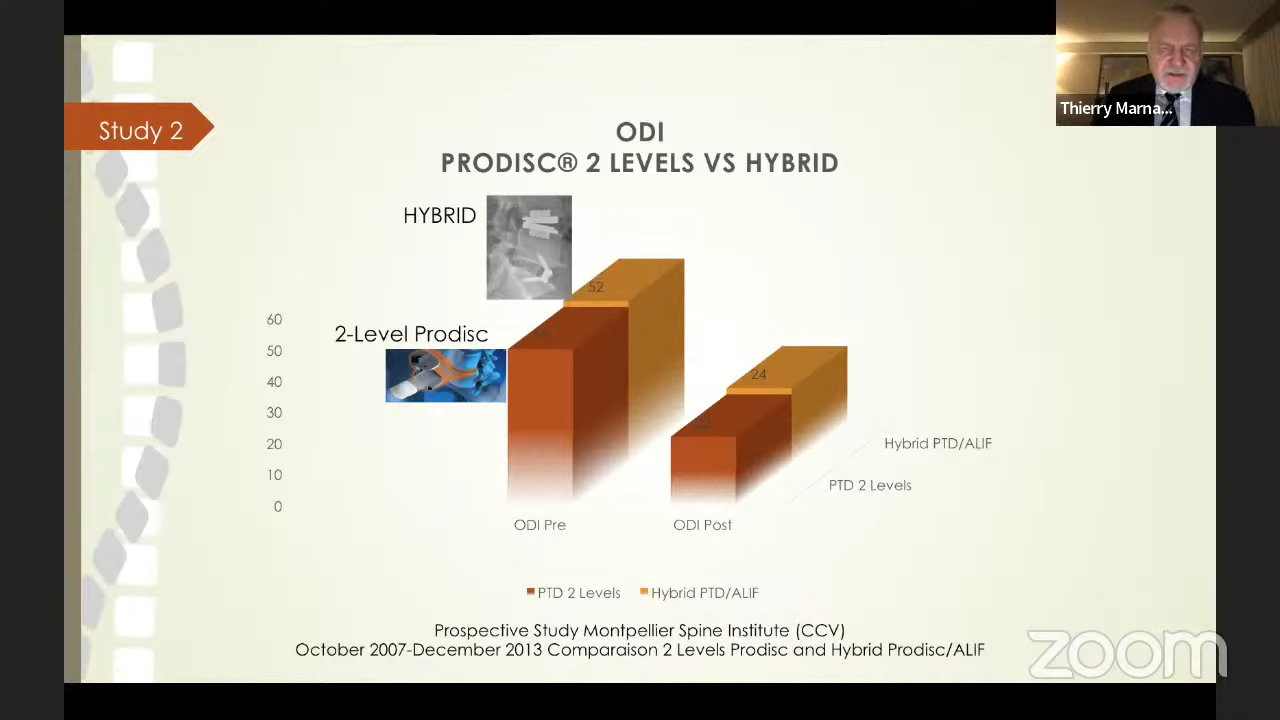 Thierry Marna...
Study 2
ODI
PRODISC® 2 LEVELS VS HYBRID
HYBRID
52
2-Level Prodisc
60
50
40
30
20
10
0
24
Hybrid PTD/ALIF
PTD 2 Levels
ODI Pre
ODI Post
PTD 2 Levels
Hybrid PTD/ALIF
Prospective Study Montpellier Spine Institute (CCV)
October 2007-December 2013 Comparaison 2 Levels Prodisc and Hybrid Prodisc/ALIF
zoom